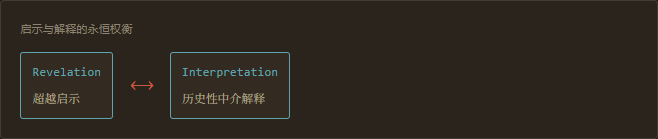 启示与解释的永恒权衡
Revelation
超越启示
↔
Interpretation
历史性中介解释